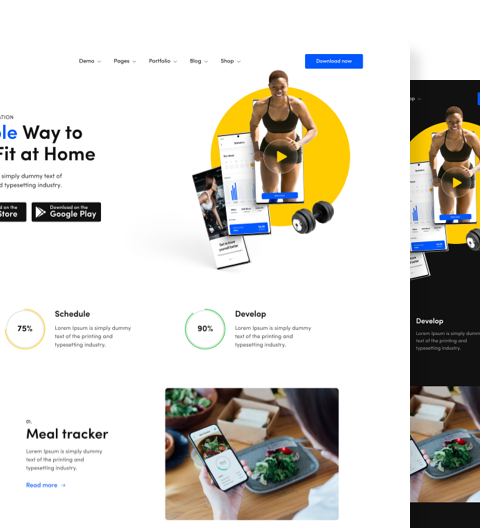 Demo
Pages
Portfolio
Blog
Shop
Download now
ple Way to
Fit at Home
simply dummy text of
typesetting industry.
Store
Download on the
Google Play
75%
Schedule
Lorem Ipsum is simply dummy
text of the printing and
typesetting industry.
90%
Develop
Lorem Ipsum is simply dummy
text of the printing and
typesetting industry.
Develop
Lorem Ipsum is simply dummy
text of the printing and
typesetting industry.
01.
Meal tracker
Lorem Ipsum is simply dummy
text of the printing and
typesetting industry.
Read more →